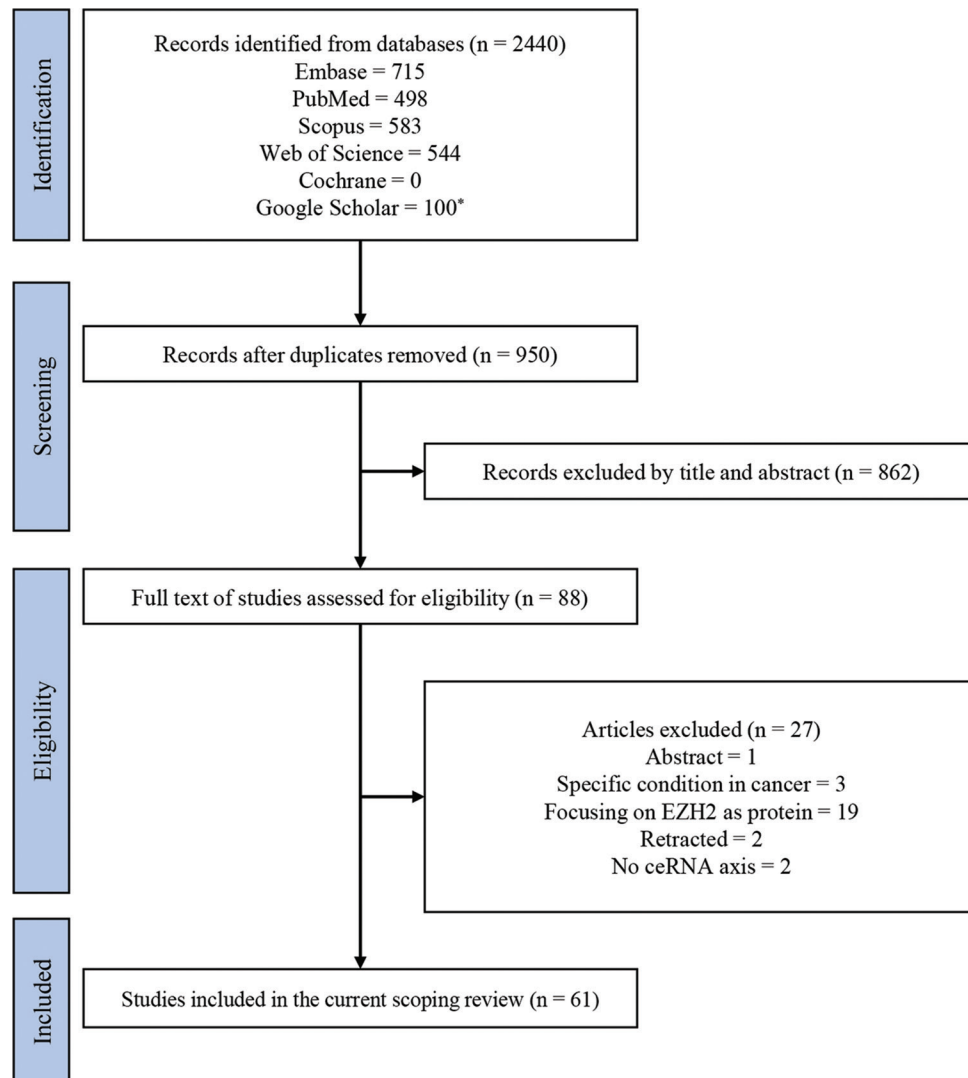 Identification
Records identified from databases (n = 2440)
Embase = 715
PubMed = 498
Scopus = 583
Web of Science = 544
Cochrane = 0
Google Scholar = 100*
Screening
Records after duplicates removed (n = 950)
Records excluded by title and abstract (n = 862)
Eligibility
Full text of studies assessed for eligibility (n = 88)
Articles excluded (n = 27)
Abstract = 1
Specific condition in cancer = 3
Focusing on EZH2 as protein = 19
Retracted = 2
No ceRNA axis = 2
Included
Studies included in the current scoping review (n = 61)